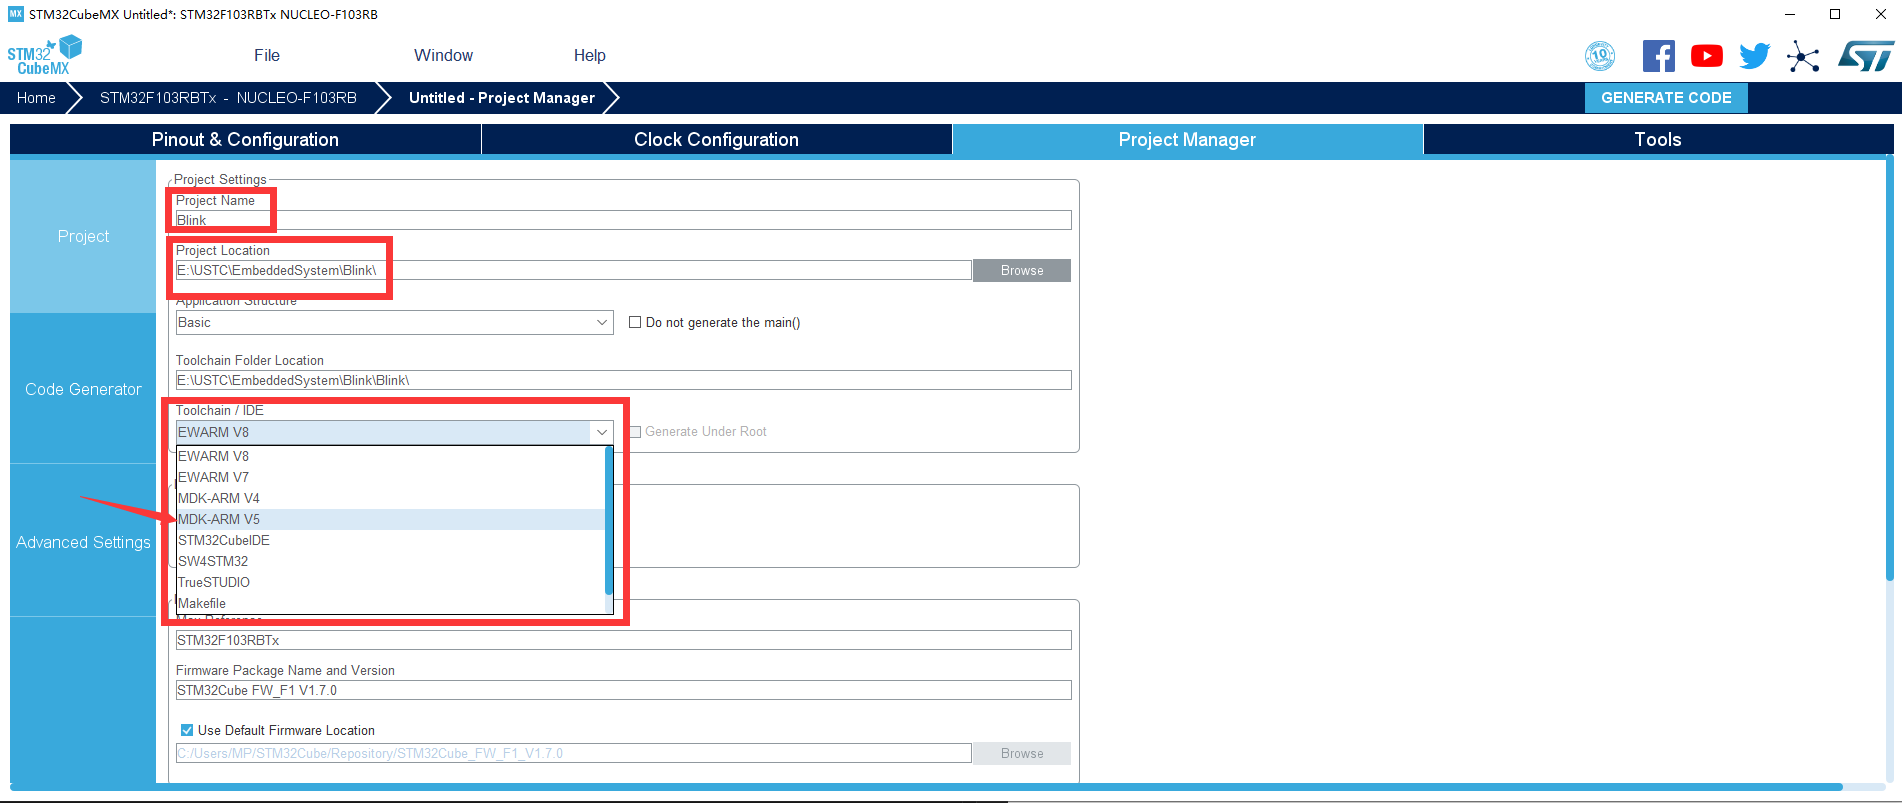 MX STM32CubeMX Untitled*: STM32F103RBTx NUCLEO-F103RB
STM32
CubeMX
File
Window
Help
10
YEARS
ST
Home
STM32F103RBTx - NUCLEO-F103RB
Untitled - Project Manager
GENERATE CODE
Pinout & Configuration
Clock Configuration
Project Manager
Tools
Project
Code Generator
Advanced Settings
Project Settings
Project Name
Blink
Project Location
E:\USTC\EmbeddedSystem\Blink\
Browse
Application Structure
Basic
Do not generate the main()
Toolchain Folder Location
E:\USTC\EmbeddedSystem\Blink\Blink\
Toolchain / IDE
EWARM V8
Generate Under Root
EWARM V8
EWARM V7
MDK-ARM V4
MDK-ARM V5
STM32CubeIDE
SW4STM32
TrueSTUDIO
Makefile
Mcu Reference
STM32F103RBTx
Firmware Package Name and Version
STM32Cube FW_F1 V1.7.0
Use Default Firmware Location
C:/Users/MP/STM32Cube/Repository/STM32Cube_FW_F1_V1.7.0
Browse